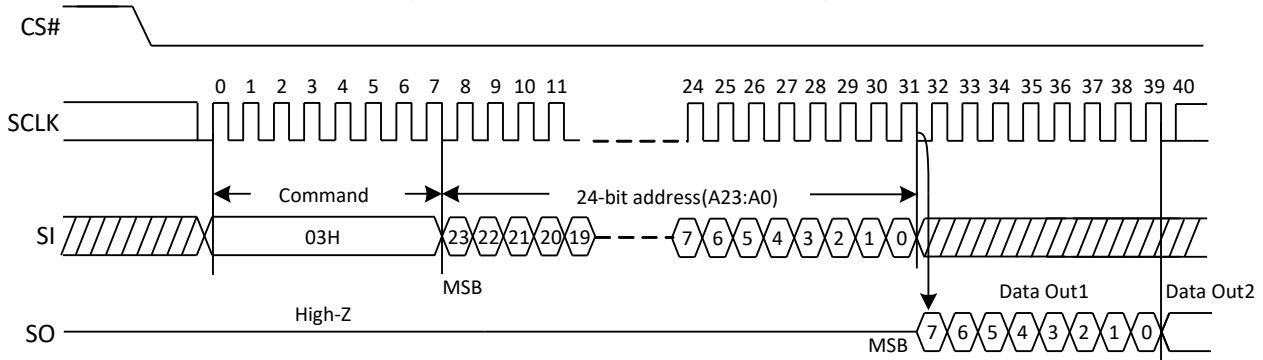 CS#
0 1 2 3 4 5 6 7 8 9 10 11 24 25 26 27 28 29 30 31 32 33 34 35 36 37 38 39 40
SCLK
Command 24-bit address(A23:A0)
SI 03H 23 22 21 20 19 7 6 5 4 3 2 1 0
MSB Data Out1 Data Out2
High-Z
SO 7 6 5 4 3 2 1 0
MSB